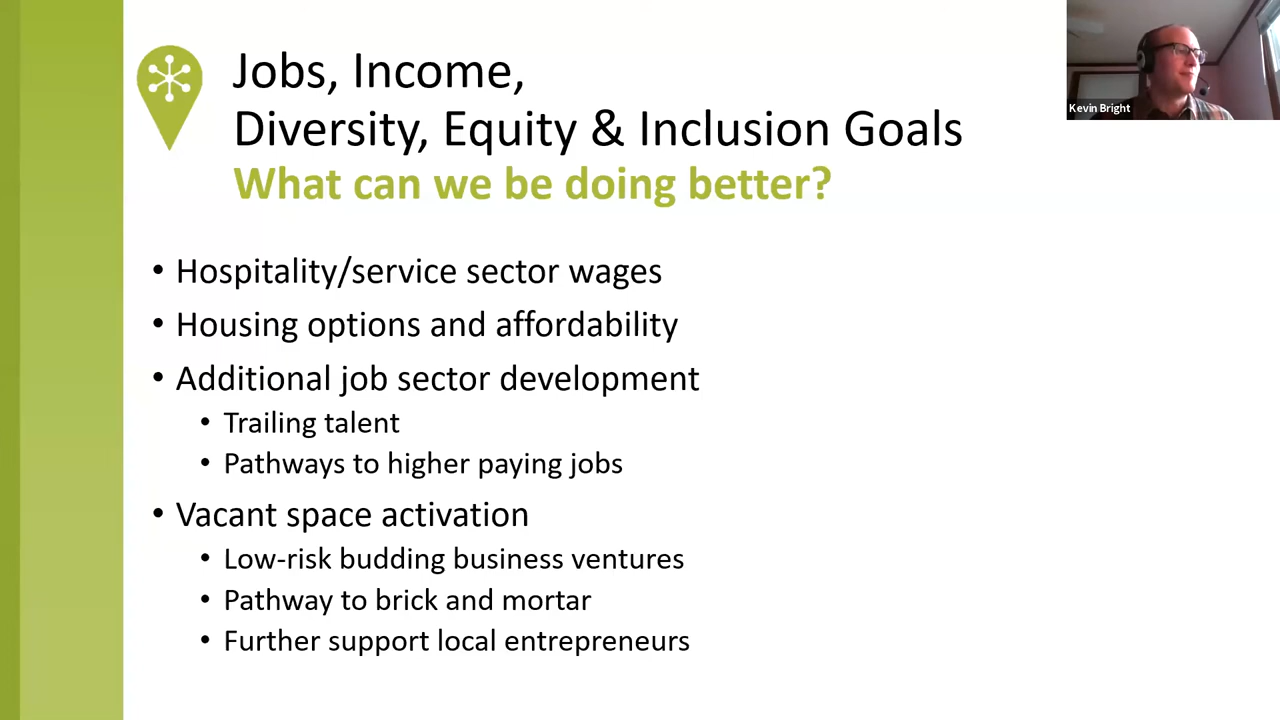 Jobs, Income,
Diversity, Equity & Inclusion Goals
What can we be doing better?
Kevin Bright
• Hospitality/service sector wages
• Housing options and affordability
• Additional job sector development
• Trailing talent
• Pathways to higher paying jobs
• Vacant space activation
• Low-risk budding business ventures
• Pathway to brick and mortar
• Further support local entrepreneurs